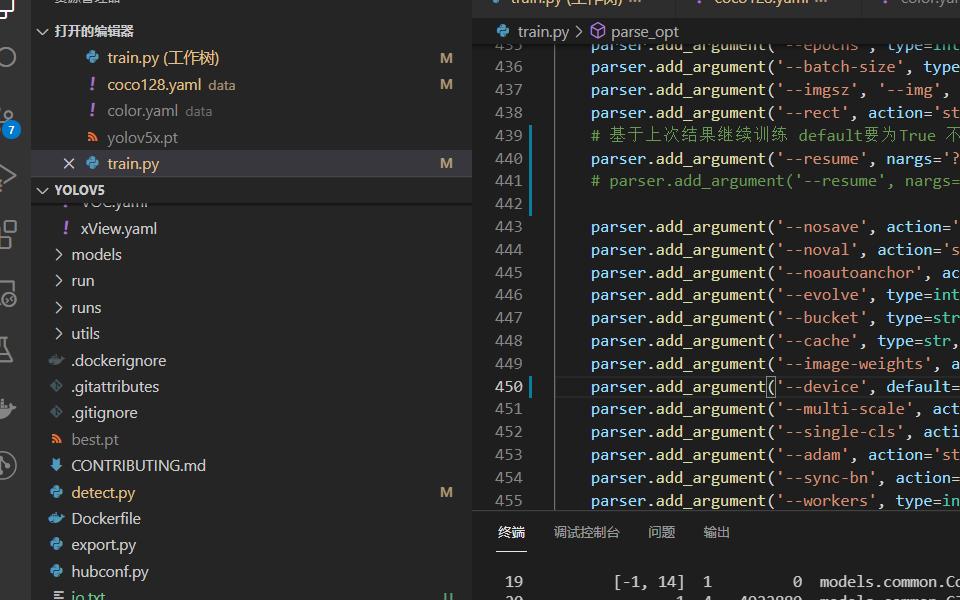 资源管理器
打开的编辑器
train.py (工作树) M
coco128.yaml data M
color.yaml data
yolov5x.pt
train.py M
YOLOV5
VOC.yaml
xView.yaml
models
run
runs
utils
.dockerignore
.gitattributes
.gitignore
best.pt
CONTRIBUTING.md
detect.py M
Dockerfile
export.py
hubconf.py
io.txt U
7
train.py (工作树) coco128.yaml color.yam
train.py > parse_opt
435 parser.add_argument('--epochs', type=int
436 parser.add_argument('--batch-size', type
437 parser.add_argument('--imgsz', '--img',
438 parser.add_argument('--rect', action='st
439 # 基于上次结果继续训练 default要为True 不
440 parser.add_argument('--resume', nargs='?
441 # parser.add_argument('--resume', nargs=
442
443 parser.add_argument('--nosave', action='
444 parser.add_argument('--noval', action='s
445 parser.add_argument('--noautoanchor', ac
446 parser.add_argument('--evolve', type=int
447 parser.add_argument('--bucket', type=str
448 parser.add_argument('--cache', type=str,
449 parser.add_argument('--image-weights', a
450 parser.add_argument('--device', default=
451 parser.add_argument('--multi-scale', act
452 parser.add_argument('--single-cls', acti
453 parser.add_argument('--adam', action='st
454 parser.add_argument('--sync-bn', action=
455 parser.add_argument('--workers', type=in
终端 调试控制台 问题 输出
19 [-1, 14] 1 0 models.common.Co
20 -1 4